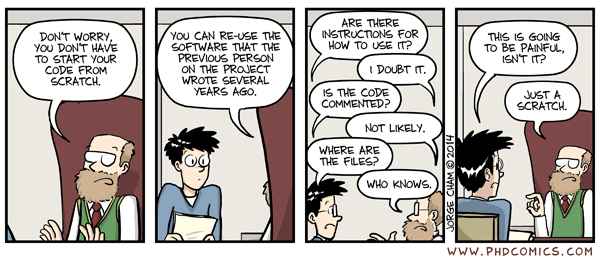 DON'T WORRY,
YOU DON'T HAVE
TO START YOUR
CODE FROM
SCRATCH.
YOU CAN RE-USE THE
SOFTWARE THAT THE
PREVIOUS PERSON
ON THE PROJECT
WROTE SEVERAL
YEARS AGO.
ARE THERE
INSTRUCTIONS FOR
HOW TO USE IT?
I DOUBT IT.
IS THE CODE
COMMENTED?
NOT LIKELY.
WHERE ARE
THE FILES?
WHO KNOWS.
JORGE CHAM © 2014
THIS IS GOING
TO BE PAINFUL,
ISN'T IT?
JUST A
SCRATCH.
WWW.PHDCOMICS.COM